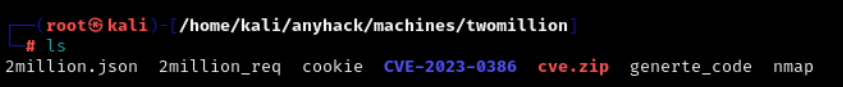 ┌──(root㉿kali)-[/home/kali/anyhack/machines/twomillion]
└─# ls
2million.json  2million_req  cookie  CVE-2023-0386  cve.zip  generte_code  nmap